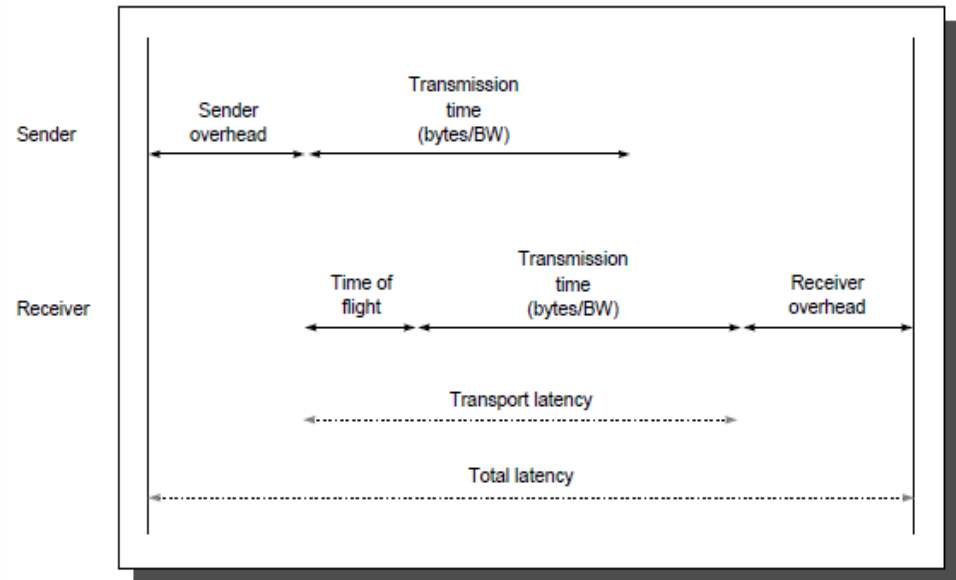 Sender
Sender
overhead
Transmission
time
(bytes/BW)
Receiver
Time of
flight
Transmission
time
(bytes/BW)
Receiver
overhead
Transport latency
Total latency